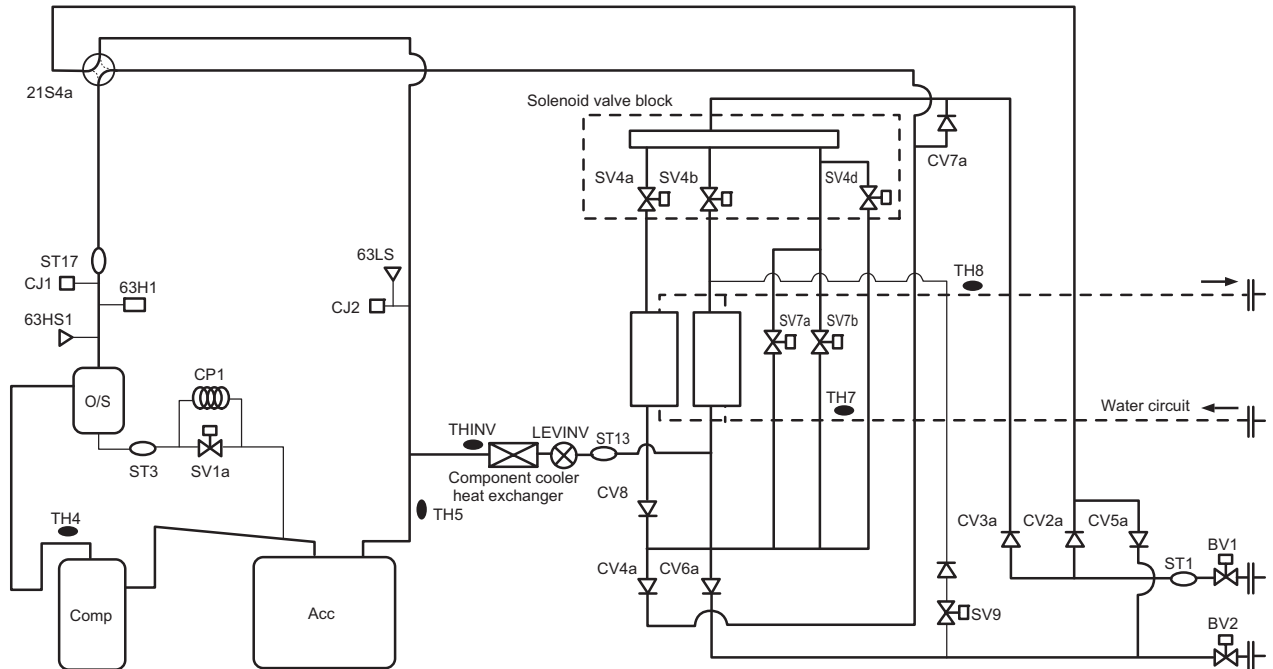 21S4a
Solenoid valve block
CV7a
SV4a
SV4b
SV4d
ST17
CJ1
63H1
63HS1
63LS
CJ2
TH8
SV7a
SV7b
O/S
CP1
TH7
Water circuit
ST3
SV1a
THINV
LEVINV
ST13
Component cooler
heat exchanger
CV8
TH4
TH5
CV3a
CV2a
CV5a
ST1
BV1
CV4a
CV6a
Comp
Acc
SV9
BV2